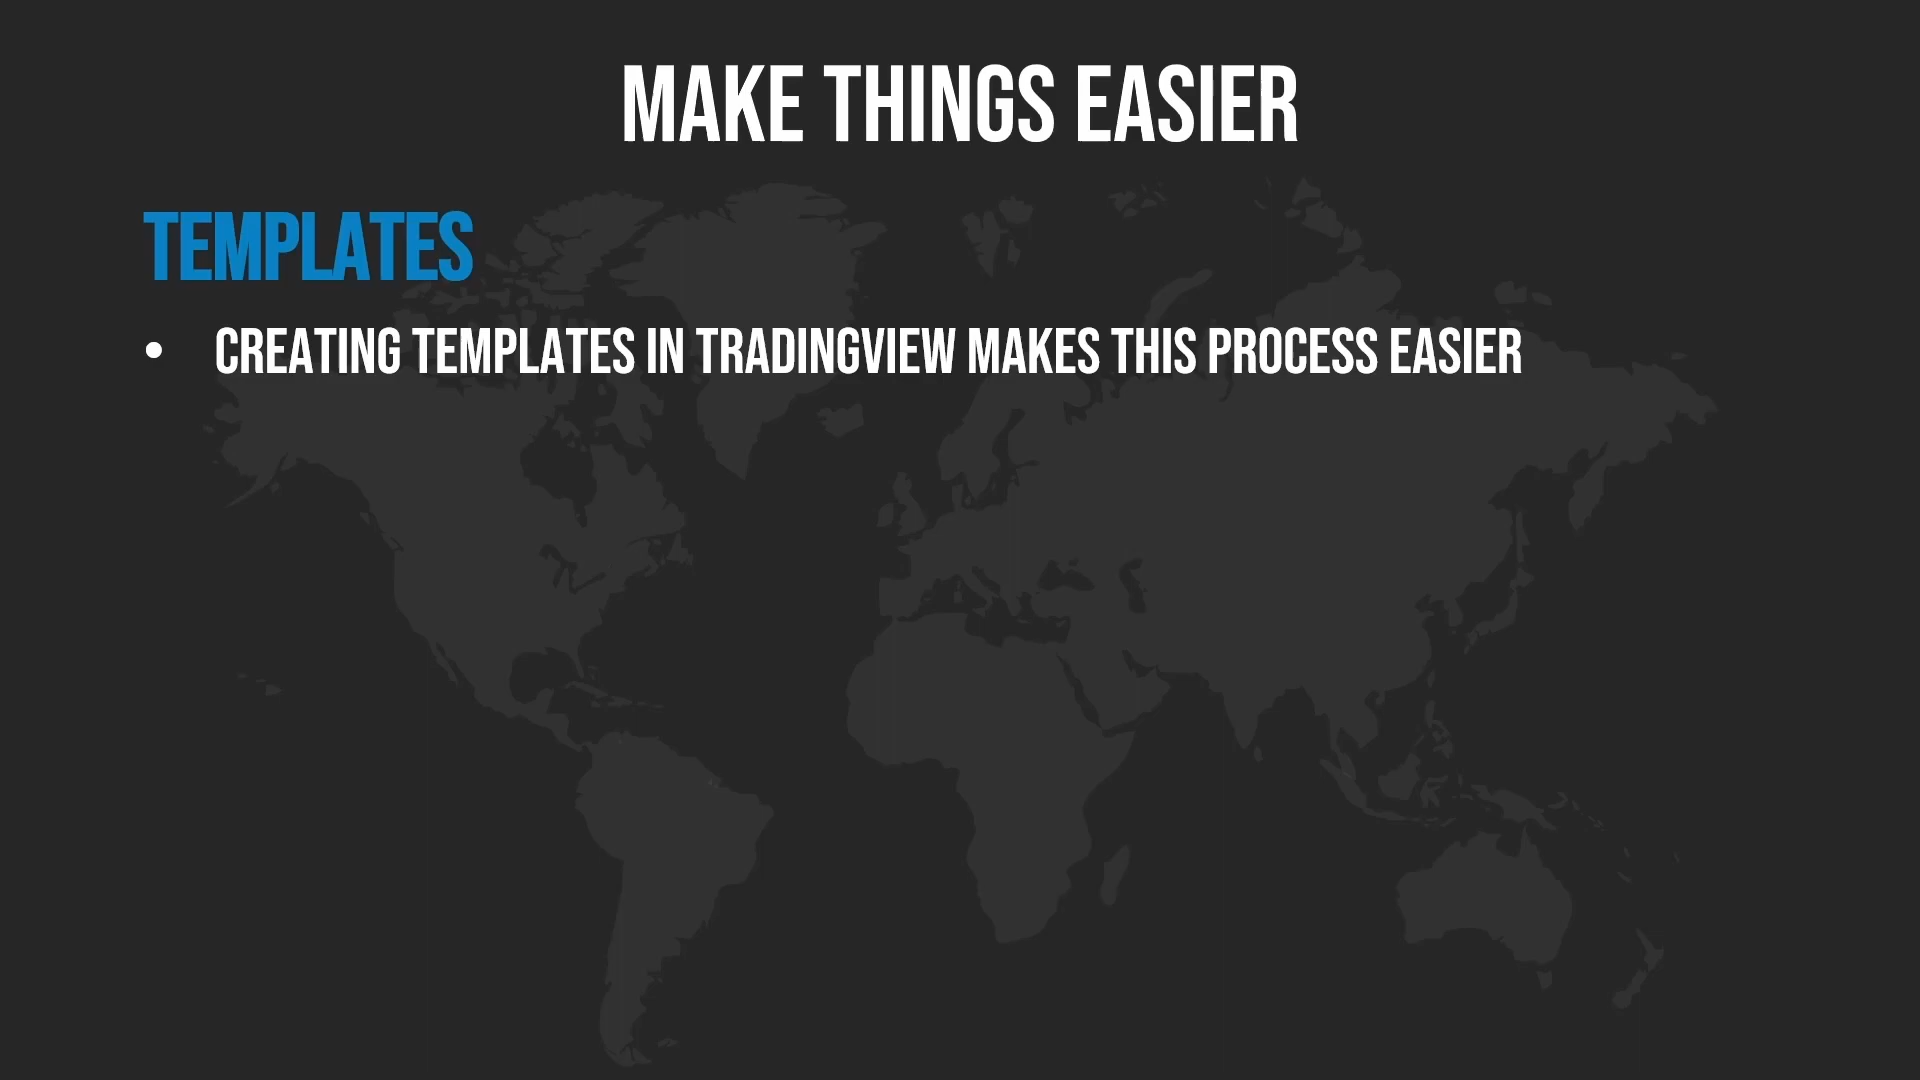 MAKE THINGS EASIER
TEMPLATES
• CREATING TEMPLATES IN TRADINGVIEW MAKES THIS PROCESS EASIER